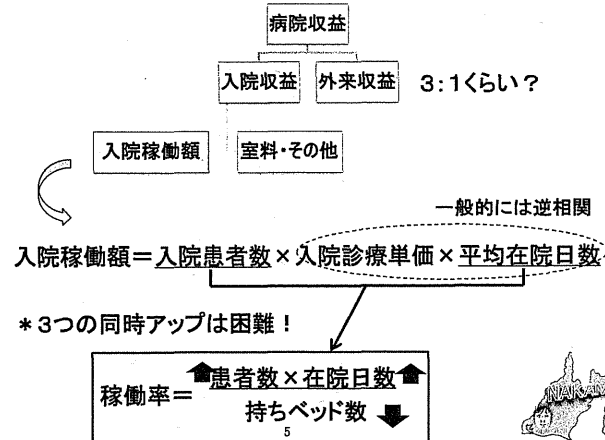 病院収益
入院収益 外来収益 3:1くらい?
入院稼働額 室料・その他
一般的には逆相関
入院稼働額=入院患者数×入院診療単価×平均在院日数
*3つの同時アップは困難!
稼働率= 患者数×在院日数
持ちベッド数
5